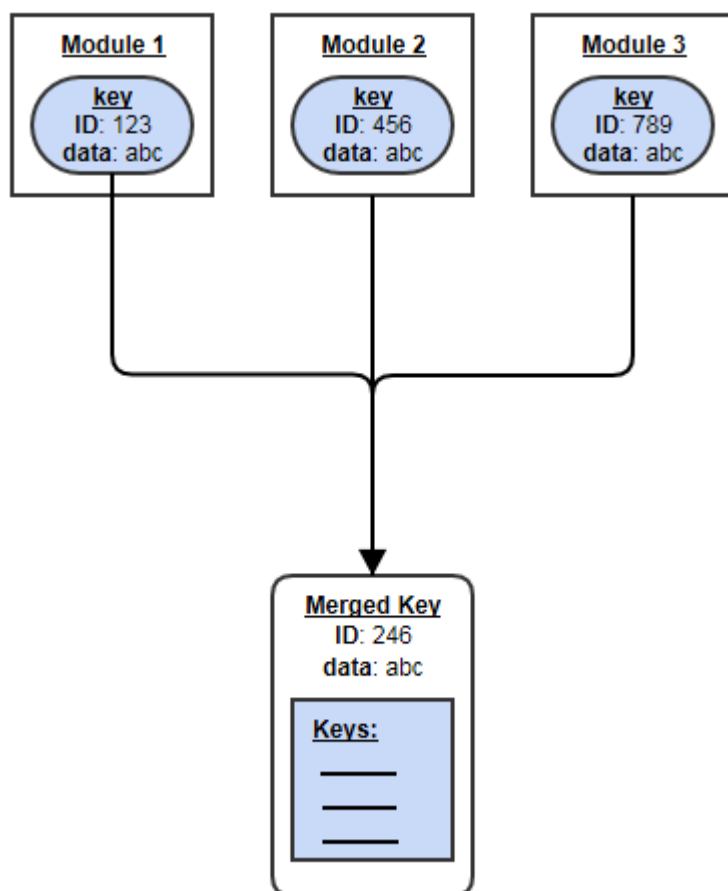 Module 1
key
ID: 123
data: abc
Module 2
key
ID: 456
data: abc
Module 3
key
ID: 789
data: abc
Merged Key
ID: 246
data: abc
Keys: